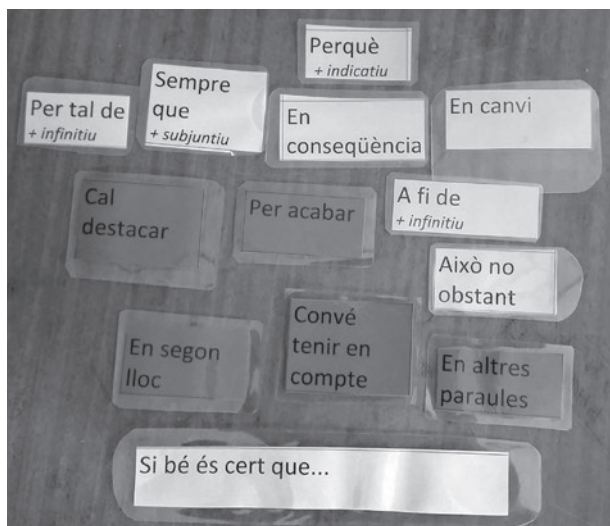 Perquè
+ indicatiu
Sempre
que
+ subjuntiu
Per tal de
+ infinitiu
En
conseqüència
En canvi
Cal
destacar
Per acabar
A fi de
+ infinitiu
Això no
obstant
En segon
lloc
Convé
tenir en
compte
En altres
paraules
Si bé és cert que...